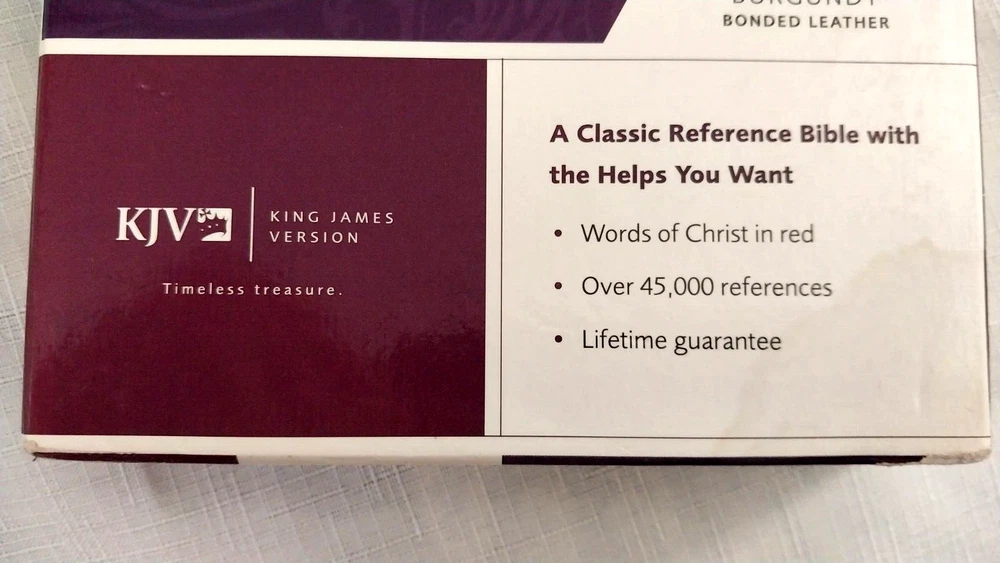 BURGUNDY
BONDED LEATHER
KJV
KING JAMES
VERSION
Timeless treasure.
A Classic Reference Bible with
the Helps You Want
• Words of Christ in red
• Over 45,000 references
• Lifetime guarantee